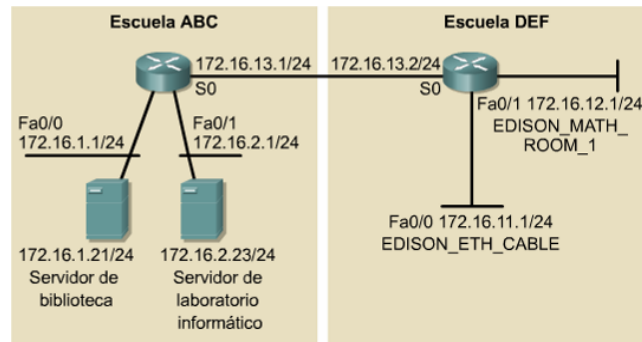 Escuela ABC
172.16.13.1/24
S0
Fa0/0
172.16.1.1/24
Fa0/1
172.16.2.1/24
172.16.1.21/24
Servidor de
biblioteca
172.16.2.23/24
Servidor de
laboratorio
informático
Escuela DEF
172.16.13.2/24
S0
Fa0/1 172.16.12.1/24
EDISON_MATH_
ROOM_1
Fa0/0 172.16.11.1/24
EDISON_ETH_CABLE